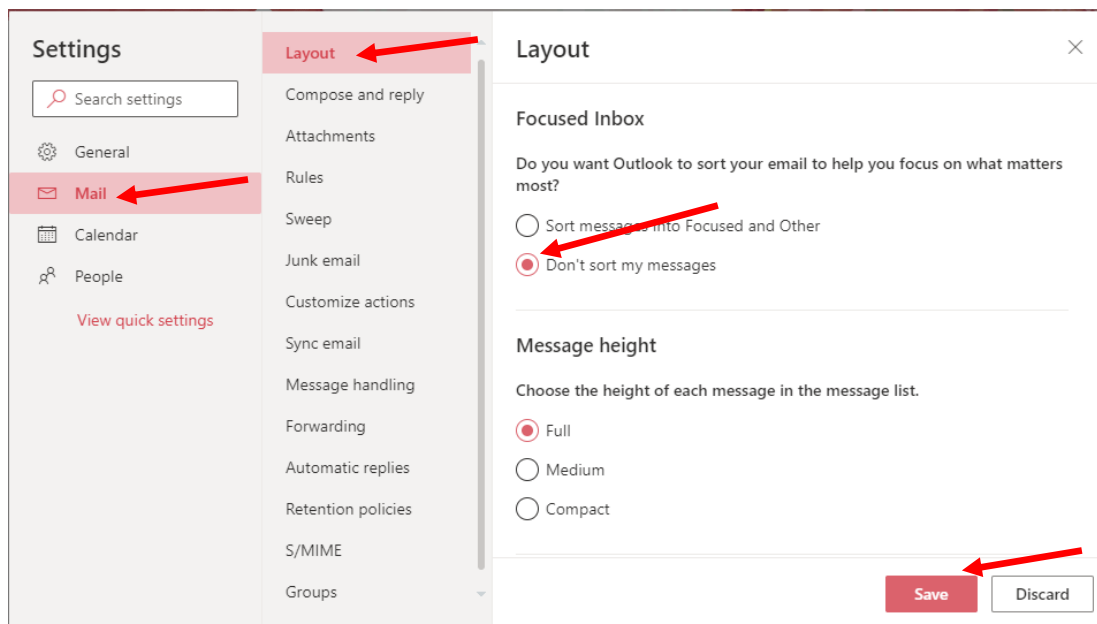 Settings
Search settings
General
Mail
Calendar
People
View quick settings
Layout
Compose and reply
Attachments
Rules
Sweep
Junk email
Customize actions
Sync email
Message handling
Forwarding
Automatic replies
Retention policies
S/MIME
Groups
Layout
Focused Inbox
Do you want Outlook to sort your email to help you focus on what matters
most?
Sort messages into Focused and Other
Don't sort my messages
Message height
Choose the height of each message in the message list.
Full
Medium
Compact
Save
Discard